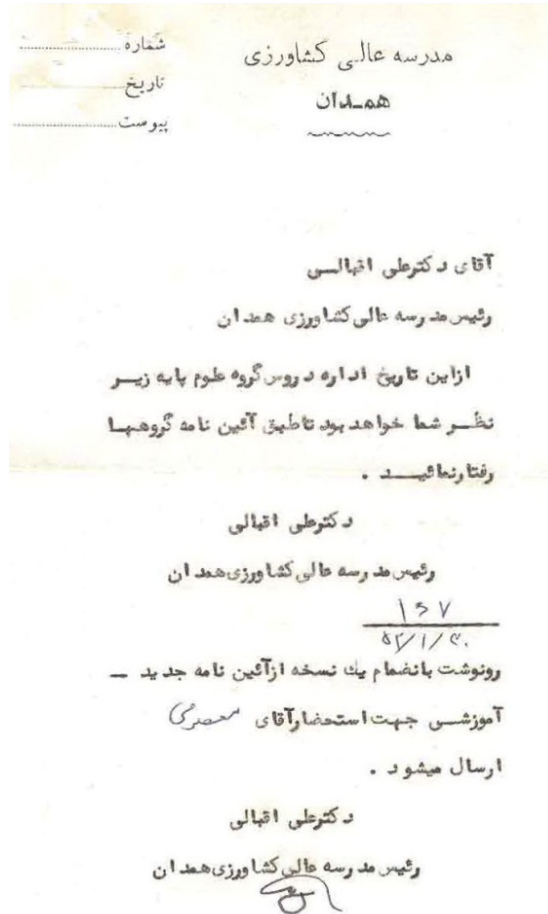 مدرسه عالی کشاورزی
همدان
شماره
تاریخ
پیوست
آقای دکترعلی اقبالی
رئیس مدرسه عالی کشاورزی همدان
ازاین تاریخ اداره دروس گروه علوم پایه زیر
نظر شما خواهد بود تاطبق آئین نامه گروهها
رفتارنمائید .
دکترعلی اقبالی
رئیس مدرسه عالی کشاورزی همدان
۱۶۷
۵۲/۱/۲۰
رونوشت بانضمام یك نسخه ازآئین نامه جدید ــ
آموزشی جهت استحضارآقای
ارسال میشود .
دکترعلی اقبالی
رئیس مدرسه عالی کشاورزی همدان